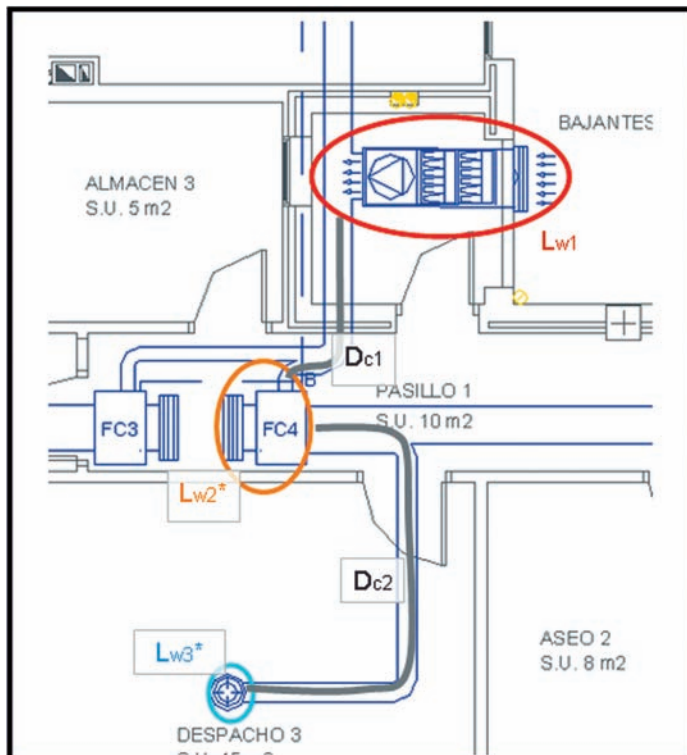 BAJANTES
ALMACEN 3
S.U. 5 m2
Lw1
Dc1
B
PASILLO 1
S.U. 10 m2
FC3
FC4
Lw2*
Dc2
Lw3*
ASEO 2
S.U. 8 m2
DESPACHO 3